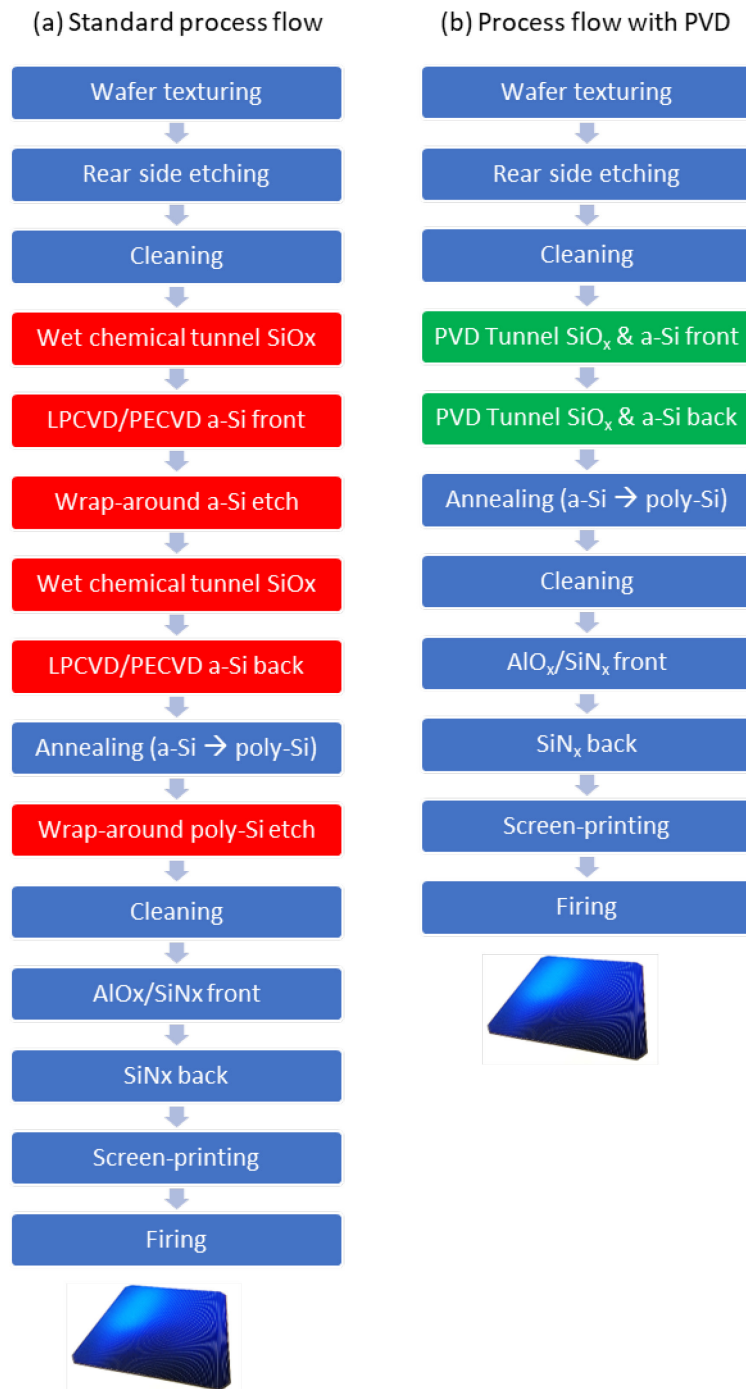 (a) Standard process flow
Wafer texturing
Rear side etching
Cleaning
Wet chemical tunnel SiOx
LPCVD/PECVD a-Si front
Wrap-around a-Si etch
Wet chemical tunnel SiOx
LPCVD/PECVD a-Si back
Annealing (a-Si → poly-Si)
Wrap-around poly-Si etch
Cleaning
AlOx/SiNx front
SiNx back
Screen-printing
Firing
(b) Process flow with PVD
Wafer texturing
Rear side etching
Cleaning
PVD Tunnel SiOₓ & a-Si front
PVD Tunnel SiOₓ & a-Si back
Annealing (a-Si → poly-Si)
Cleaning
AlOₓ/SiNₓ front
SiNₓ back
Screen-printing
Firing